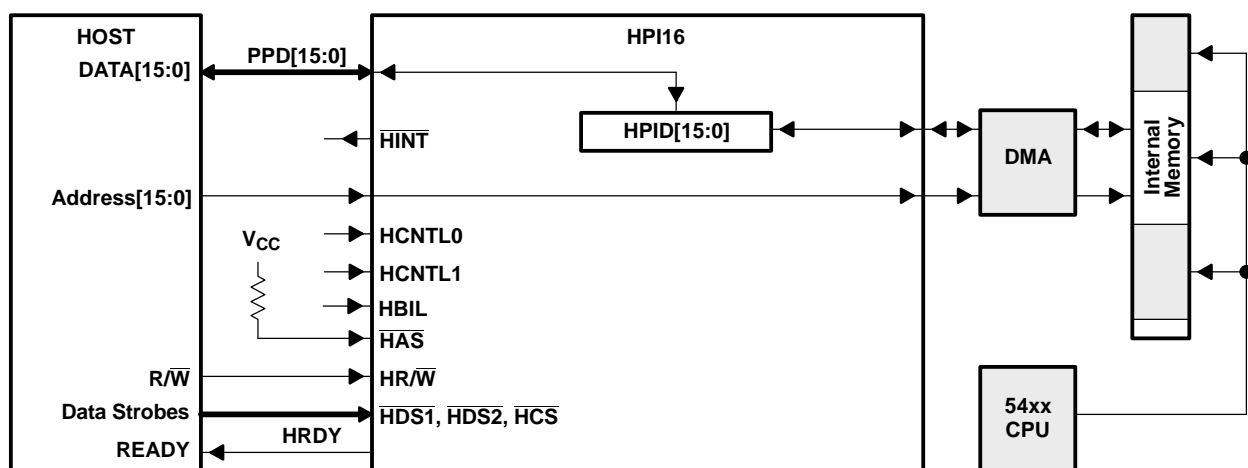 HOST
HPI16
DATA[15:0]
PPD[15:0]
HPID[15:0]
HINT
DMA
Internal
Memory
Address[15:0]
VCC
HCNTL0
HCNTL1
HBIL
HAS
R/W
HR/W
Data Strobes
HDS1, HDS2, HCS
READY
HRDY
54xx
CPU